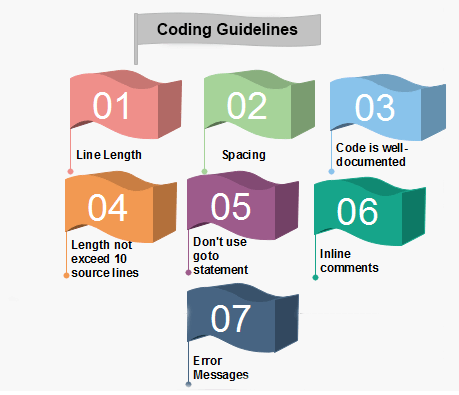 Coding Guidelines
01
Line Length
02
Spacing
03
Code is well-
documented
04
Length not
exceed 10
source lines
05
Don't use
goto
statement
06
Inline
comments
07
Error
Messages